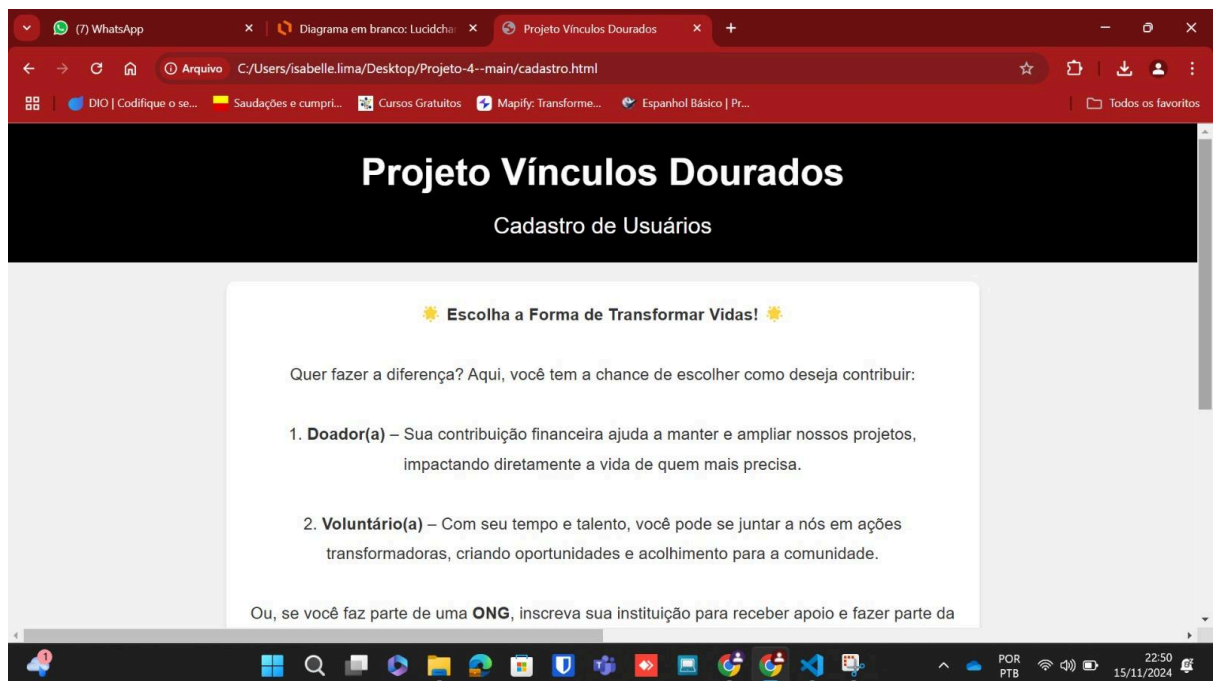 (7) WhatsApp
Diagrama em branco: Lucidchar
Projeto Vínculos Dourados
Arquivo C:/Users/isabelle.lima/Desktop/Projeto-4--main/cadastro.html
DIO | Codifique o se... Saudações e cumpri... Cursos Gratuitos Mapify: Transforme... Espanhol Básico | Pr... Todos os favoritos
Projeto Vínculos Dourados
Cadastro de Usuários
Escolha a Forma de Transformar Vidas!
Quer fazer a diferença? Aqui, você tem a chance de escolher como deseja contribuir:
1. Doador(a) – Sua contribuição financeira ajuda a manter e ampliar nossos projetos,
impactando diretamente a vida de quem mais precisa.
2. Voluntário(a) – Com seu tempo e talento, você pode se juntar a nós em ações
transformadoras, criando oportunidades e acolhimento para a comunidade.
Ou, se você faz parte de uma ONG, inscreva sua instituição para receber apoio e fazer parte da
1
POR
PTB
22:50
15/11/2024